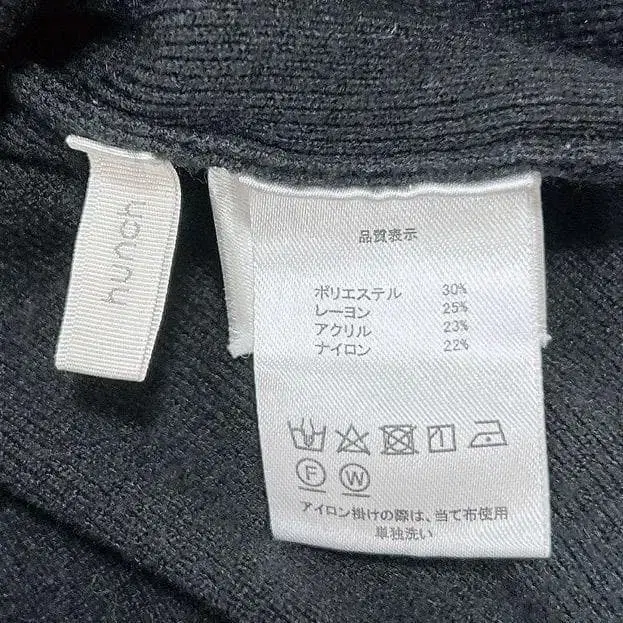 hunch
品質表示
ポリエステル 30%
レーヨン 25%
アクリル 23%
ナイロン 22%
F W
アイロン掛けの際は、当て布使用
単独洗い